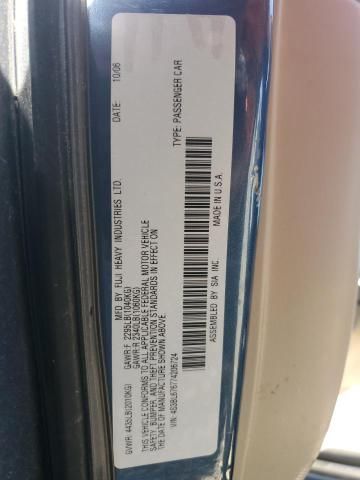 MFD BY FUJI HEAVY INDUSTRIES LTD. DATE: 10/06
GAWR:F 2295LB(1040KG)
GVWR: 4435LB(2010KG) GAWR:R 2340LB(1060KG)
THIS VEHICLE CONFORMS TO ALL APPLICABLE FEDERAL MOTOR VEHICLE
SAFETY, BUMPER, AND THEFT PREVENTION STANDARDS IN EFFECT ON
THE DATE OF MANUFACTURE SHOWN ABOVE.
VIN: 4S3BL676774206724 TYPE: PASSENGER CAR
ASSEMBLED BY SIA INC. MADE IN U.S.A.